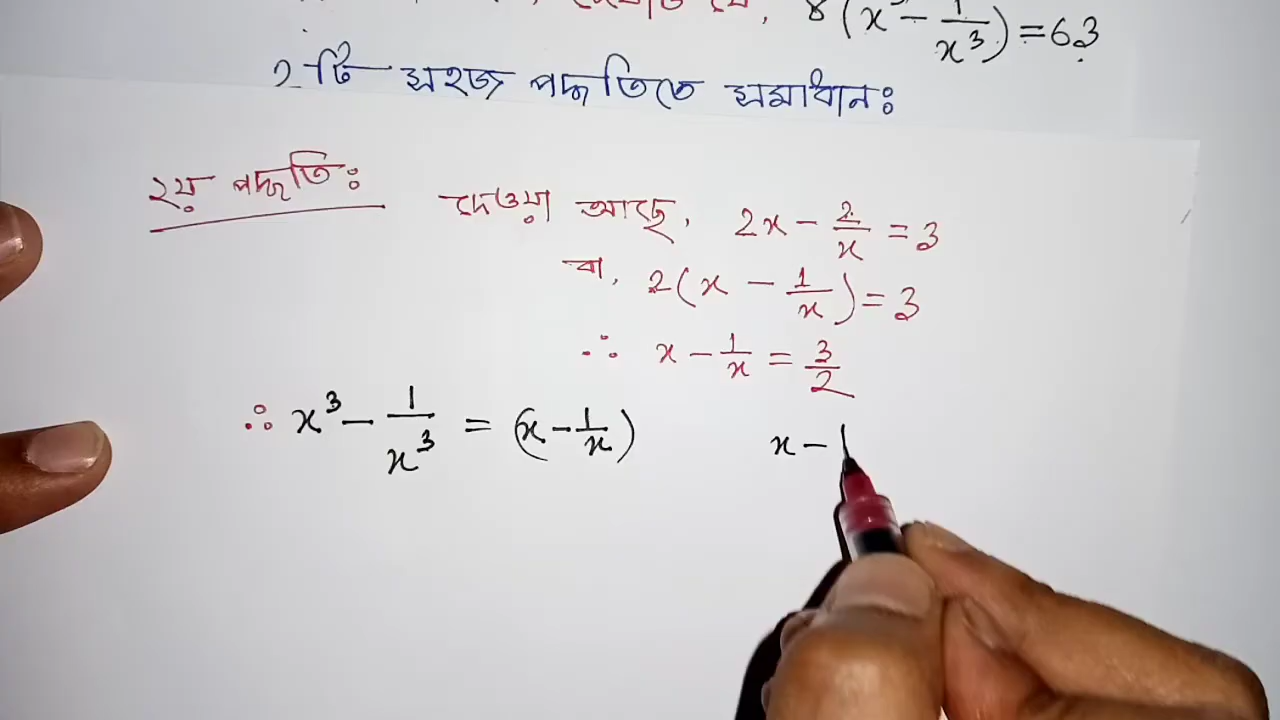 8(x³ - 1/x³) = 63
২টি সহজ পদ্ধতিতে সমাধানঃ
২য় পদ্ধতিঃ দেওয়া আছে, 2x - 2/x = 3
বা, 2(x - 1/x) = 3
∴ x - 1/x = 3/2
∴ x³ - 1/x³ = (x - 1/x) x - 1